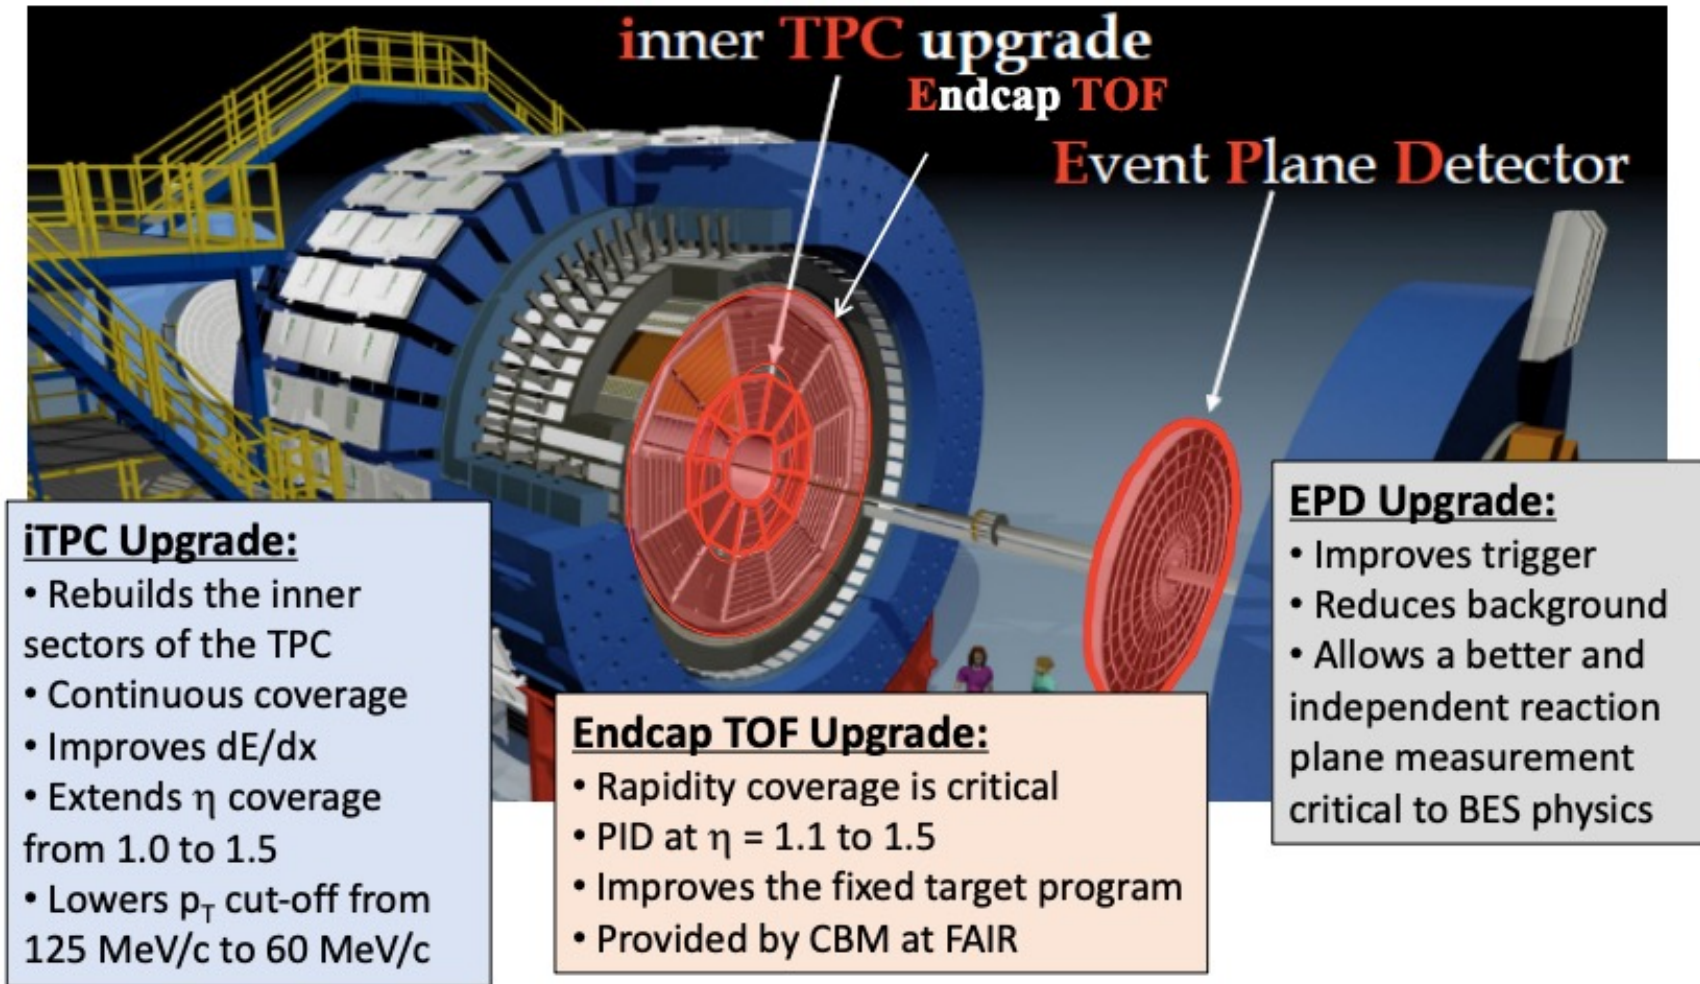 inner TPC upgrade
Endcap TOF
Event Plane Detector
iTPC Upgrade:
• Rebuilds the inner
sectors of the TPC
• Continuous coverage
• Improves dE/dx
• Extends η coverage
from 1.0 to 1.5
• Lowers pT cut-off from
125 MeV/c to 60 MeV/c
Endcap TOF Upgrade:
• Rapidity coverage is critical
• PID at η = 1.1 to 1.5
• Improves the fixed target program
• Provided by CBM at FAIR
EPD Upgrade:
• Improves trigger
• Reduces background
• Allows a better and
independent reaction
plane measurement
critical to BES physics